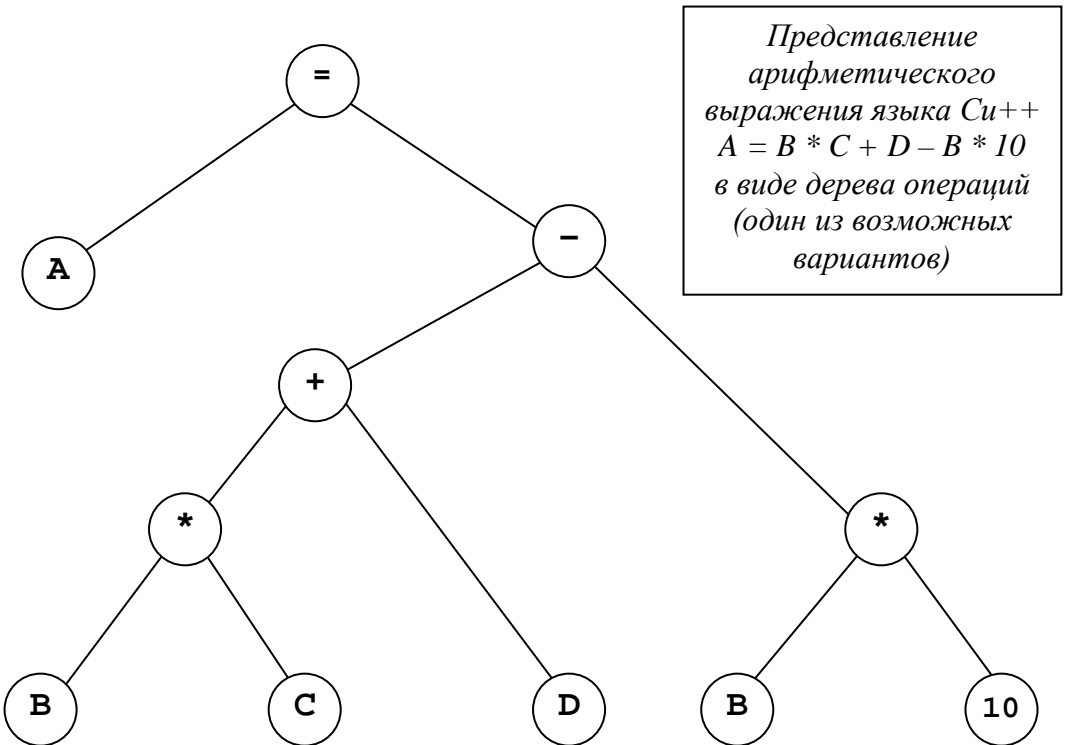 Представление
арифметического
выражения языка Си++
A = B * C + D – B * 10
в виде дерева операций
(один из возможных
вариантов)
=
A
–
+
*
*
B
C
D
B
10